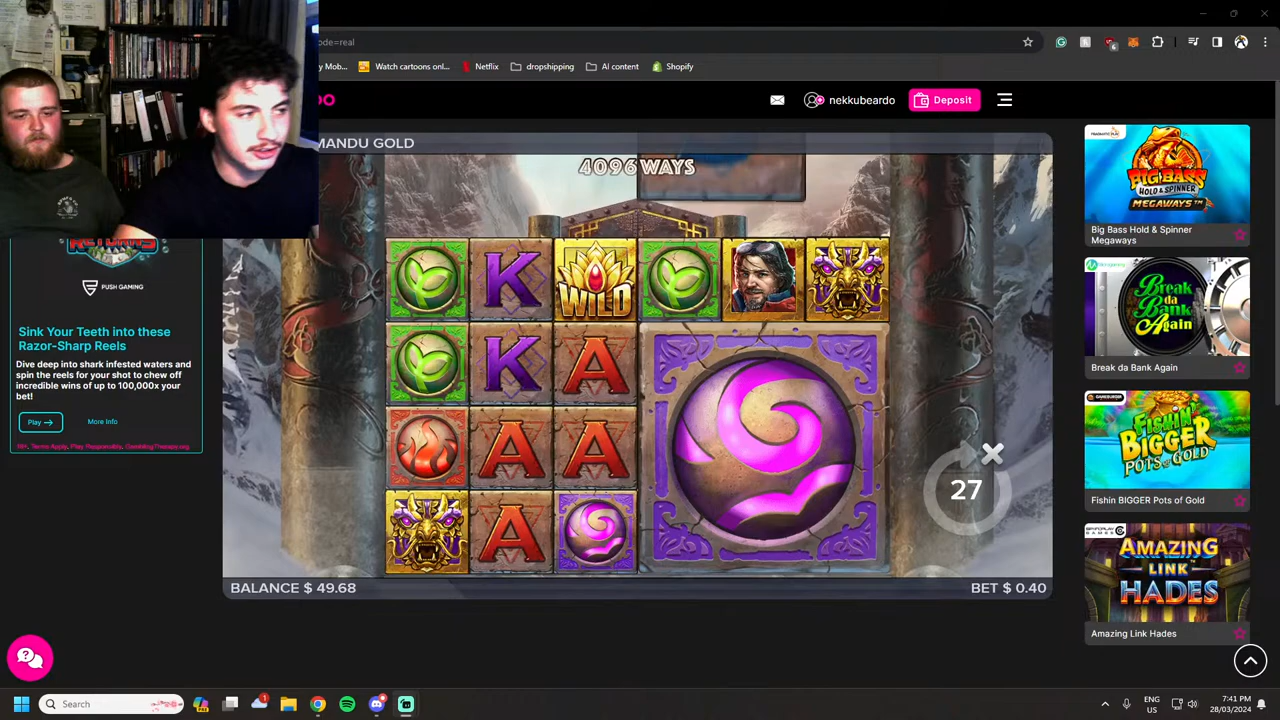 ode=real
y Mob...
Watch cartoons onl...
Netflix
dropshipping
AI content
Shopify
nekkubeardo
Deposit
MANDU GOLD
4096 WAYS
PUSH GAMING
Sink Your Teeth into these
Razor-Sharp Reels
Dive deep into shark infested waters and
spin the reels for your shot to chew off
incredible wins of up to 100,000x your
bet!
Play →
More Info
K
WILD
K
A
A
A
A
27
BALANCE $ 49.68
BET $ 0.40
BIG BASS
HOLD & SPINNER
MEGAWAYS™
Big Bass Hold & Spinner
Megaways
Break
da
Bank
Again
Break da Bank Again
FISHIN'
BIGGER
POTS of GOLD
Fishin BIGGER Pots of Gold
AMAZING
LINK
HADES
Amazing Link Hades
Search
PRE
1
ENG
US
7:41 PM
28/03/2024